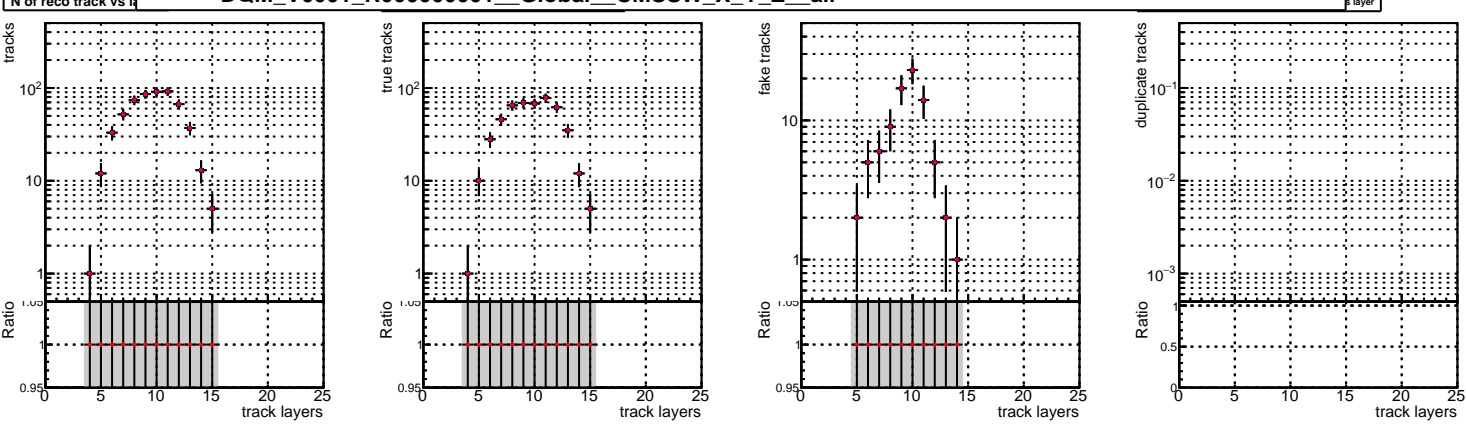 N of reco track vs
tracks
10²
10
1
Ratio
1.05
1
0.95
0 5 10 15 20 25
track layers
true tracks
10²
10
1
Ratio
1.05
1
0.95
0 5 10 15 20 25
track layers
fake tracks
10
1
Ratio
1.05
1
0.95
0 5 10 15 20 25
track layers
layer
duplicate tracks
10⁻¹
10⁻²
10⁻³
Ratio
1
0.5
0
0 5 10 15 20 25
track layers